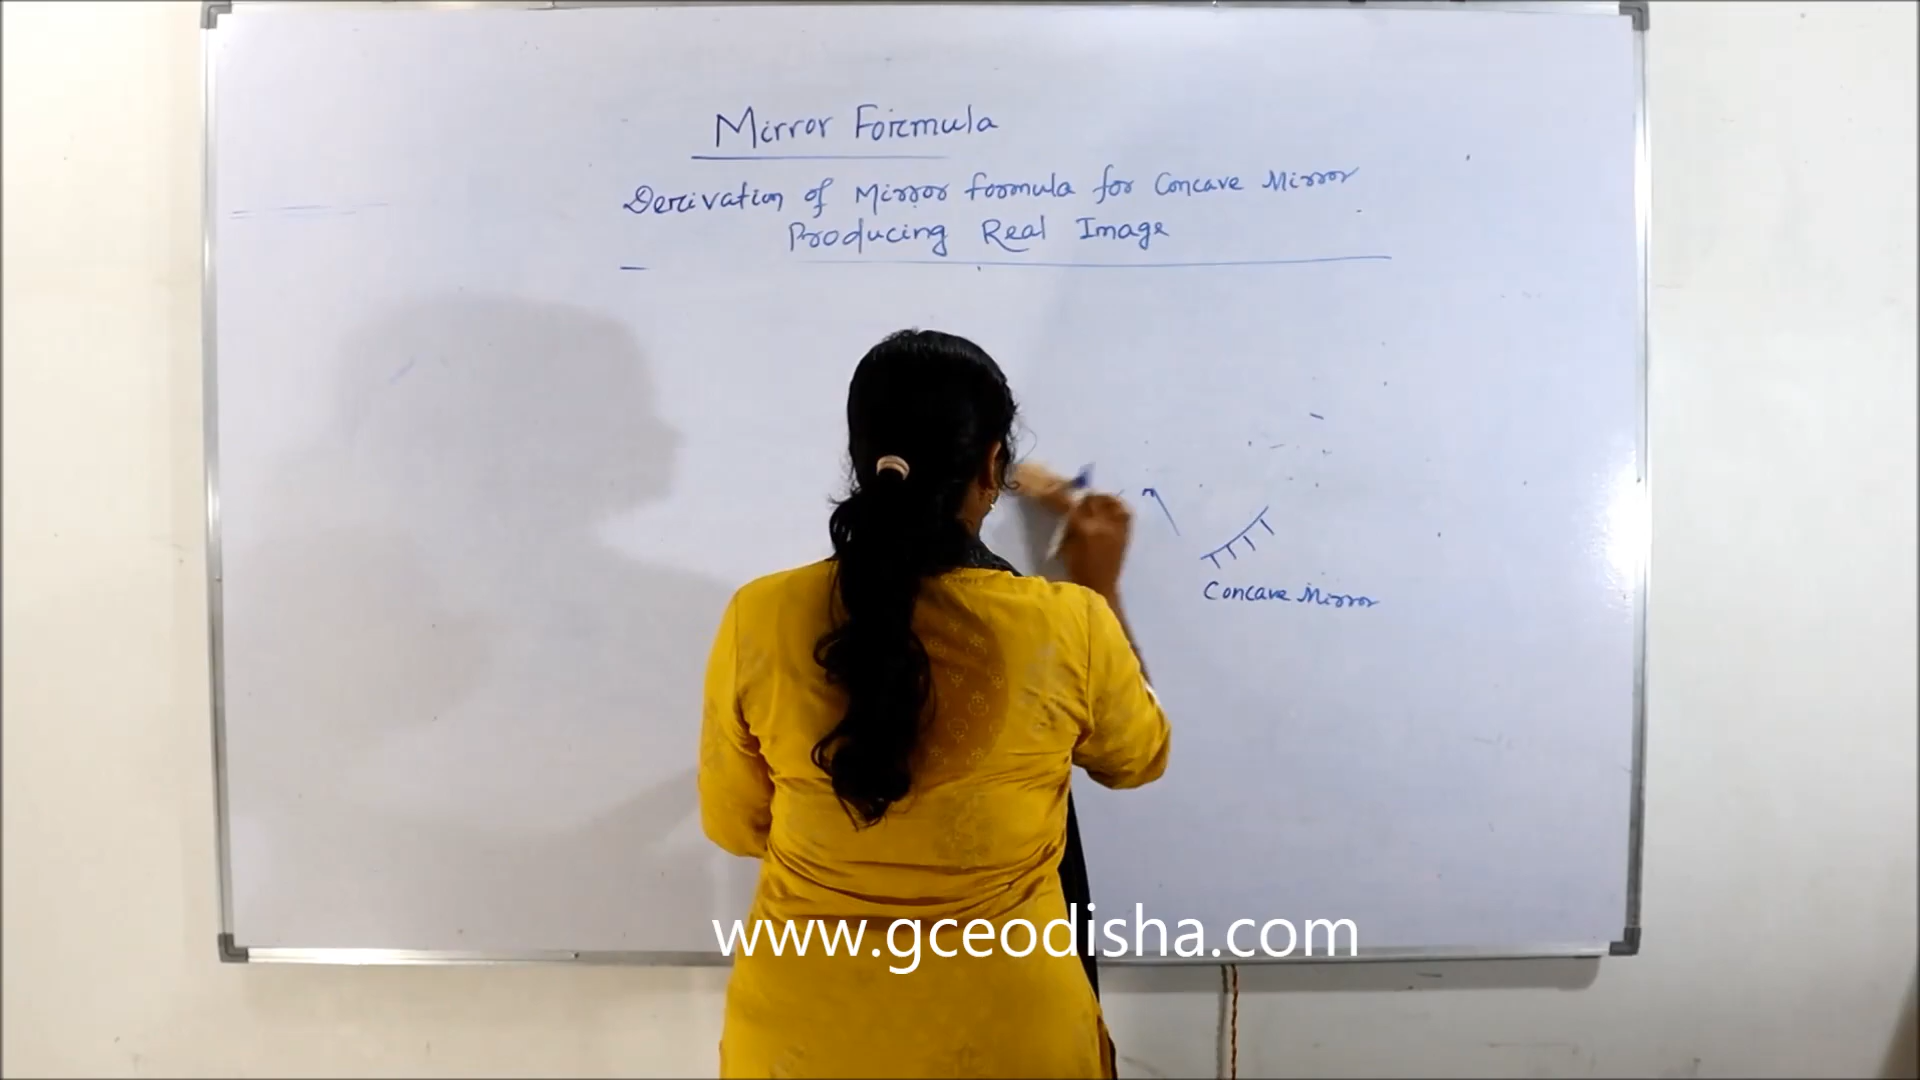 Mirror Formula
Derivation of Mirror formula for Concave Mirror
Producing Real Image
Concave Mirror
www.gceodisha.com